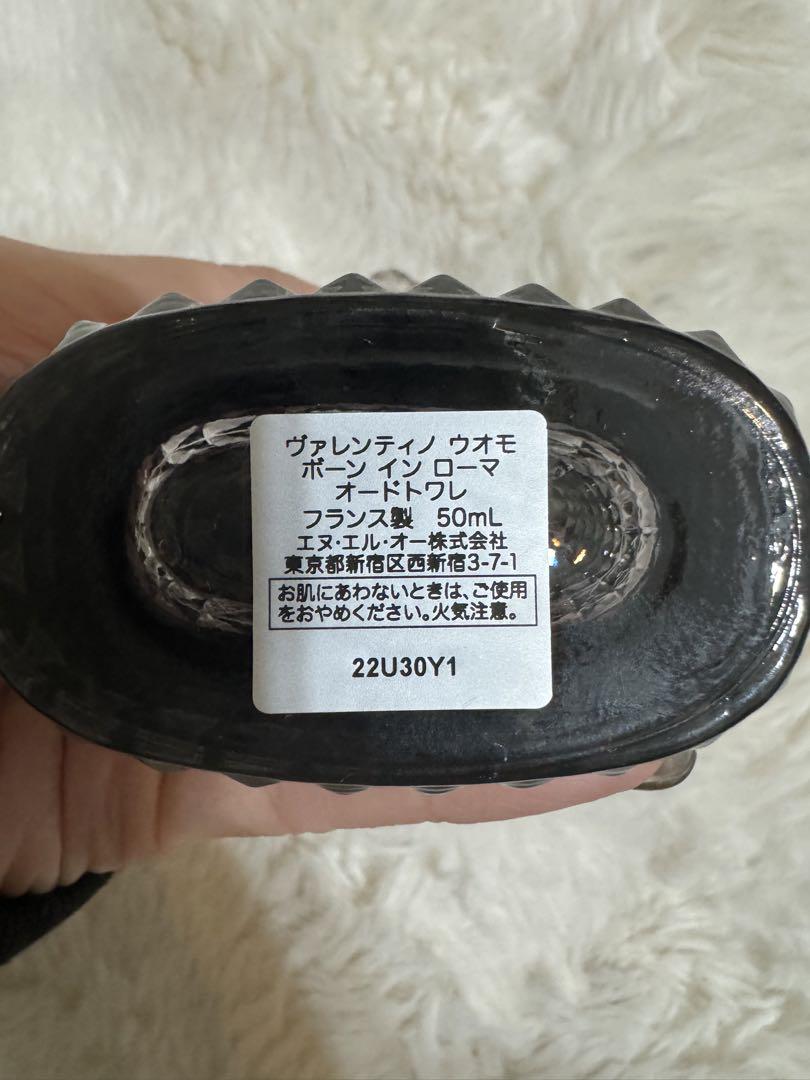 ヴァレンティノ ウオモ
ボーン イン ローマ
オードトワレ
フランス製 50mL
エヌ・エル・オー株式会社
東京都新宿区西新宿3-7-1
お肌にあわないときは、ご使用
をおやめください。火気注意。
22U30Y1